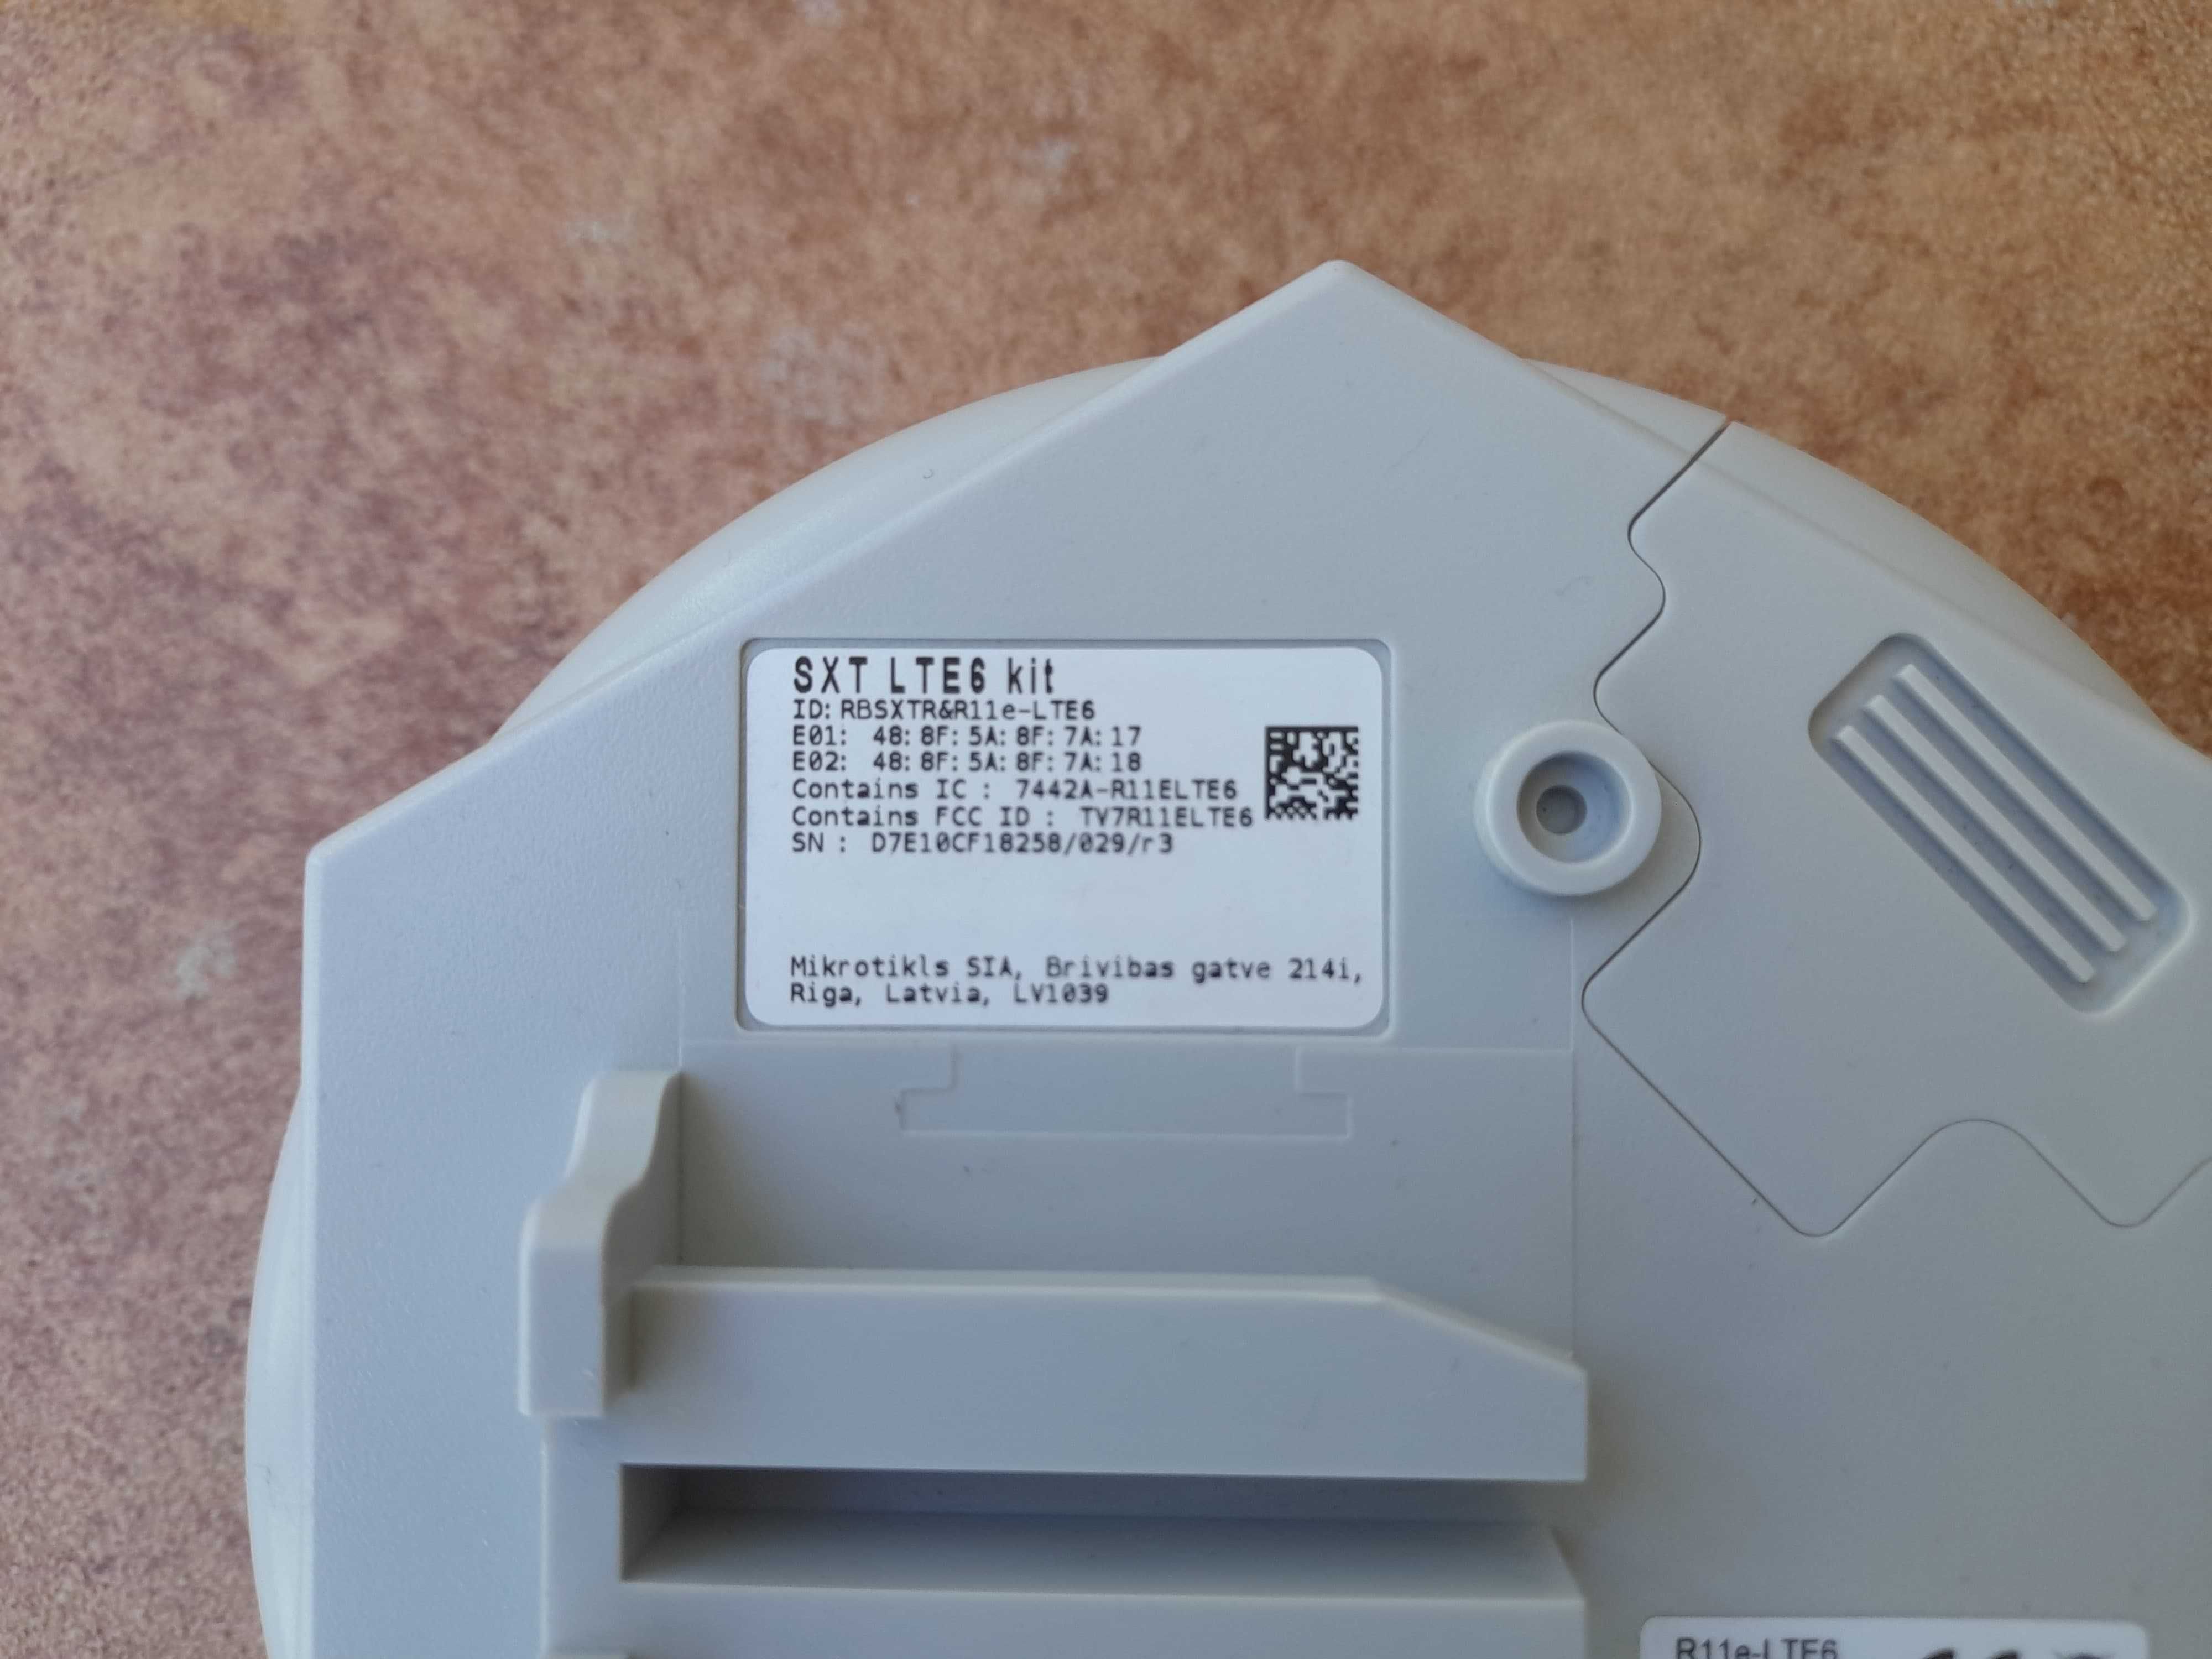 SXT LTE6 kit
ID: RBSXTR&R11e-LTE6
E01: 48:8F:5A:8F:7A:17
E02: 48:8F:5A:8F:7A:18
Contains IC : 7442A-R11ELTE6
Contains FCC ID : TV7R11ELTE6
SN : D7E10CF18258/029/r3
Mikrotikls SIA, Brivibas gatve 214i,
Riga, Latvia, LV1039
R11e-LTE6